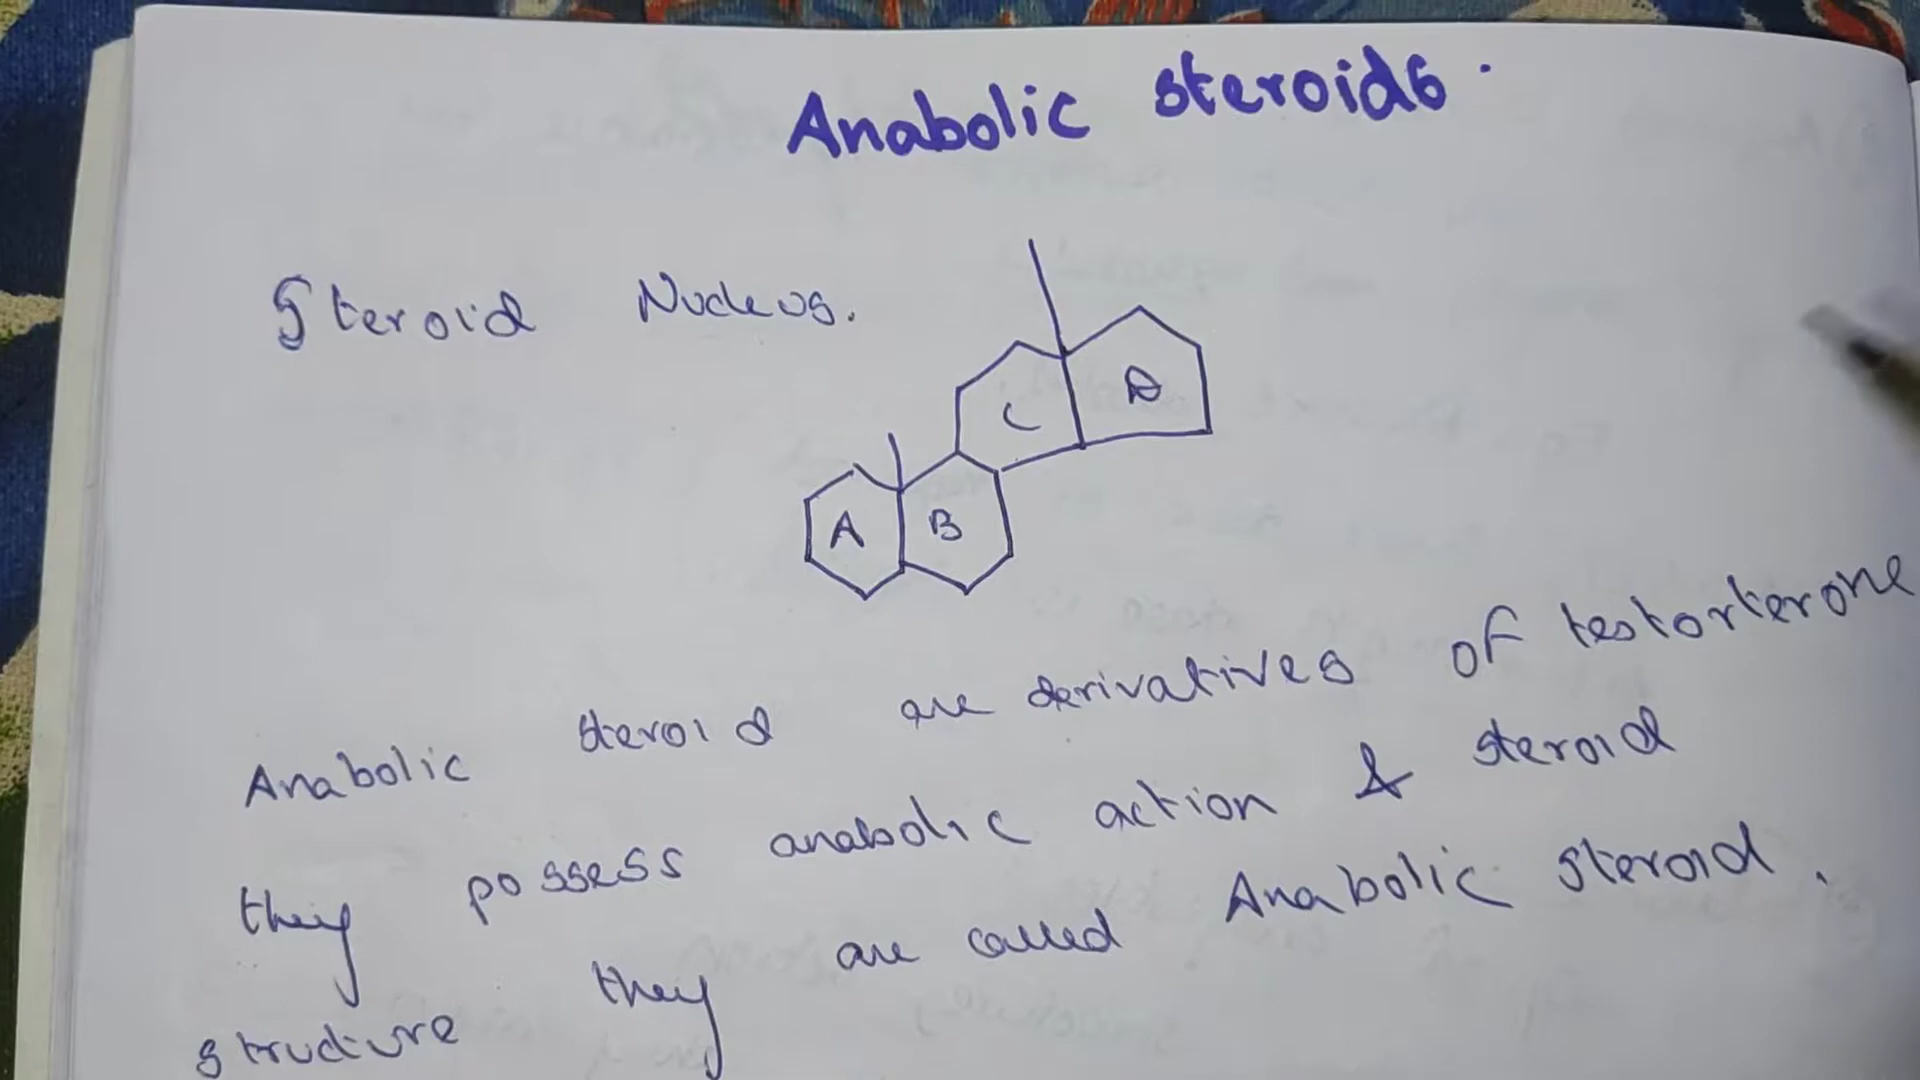 Anabolic steroids.
Steroid Nucleus.
C D
A B
Anabolic steroid are derivatives of testorterone
they possess anabolic action & steroid
structure they are called Anabolic steroid.